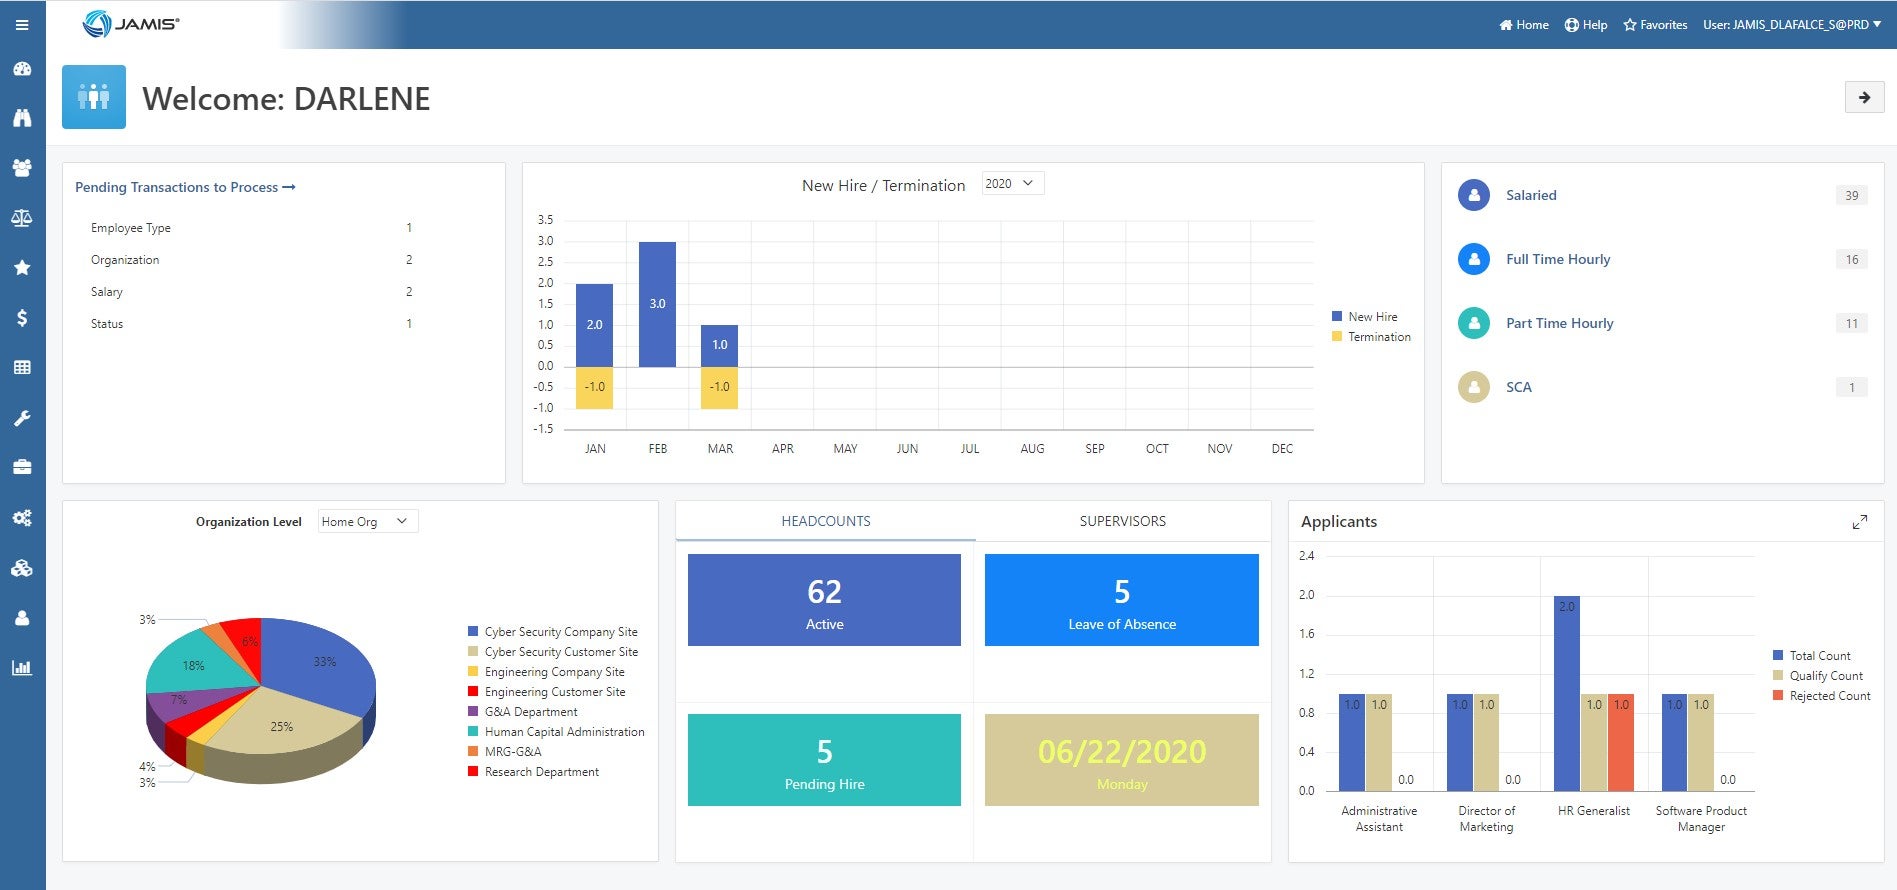 JAMIS®
Home Help Favorites User: JAMIS_DLAFALCE_S@PRD
Welcome: DARLENE
Pending Transactions to Process
Employee Type 1
Organization 2
Salary 2
Status 1
New Hire / Termination 2020
3.5
3.0
2.5
2.0
1.5
1.0
0.5
0.0
-0.5
-1.0
-1.5
2.0
3.0
1.0
-1.0
-1.0
JAN FEB MAR APR MAY JUN JUL AUG SEP OCT NOV DEC
New Hire
Termination
Salaried 39
Full Time Hourly 16
Part Time Hourly 11
SCA 1
Organization Level Home Org
3%
6%
33%
18%
7%
25%
4%
3%
Cyber Security Company Site
Cyber Security Customer Site
Engineering Company Site
Engineering Customer Site
G&A Department
Human Capital Administration
MRG-G&A
Research Department
HEADCOUNTS SUPERVISORS
62
Active
5
Leave of Absence
5
Pending Hire
06/22/2020
Monday
Applicants
2.4
2.0
1.6
1.2
0.8
0.4
0.0
1.0 1.0 0.0
1.0 1.0 0.0
2.0 1.0 1.0
1.0 1.0 0.0
Administrative
Assistant
Director of
Marketing
HR Generalist
Software Product
Manager
Total Count
Qualify Count
Rejected Count